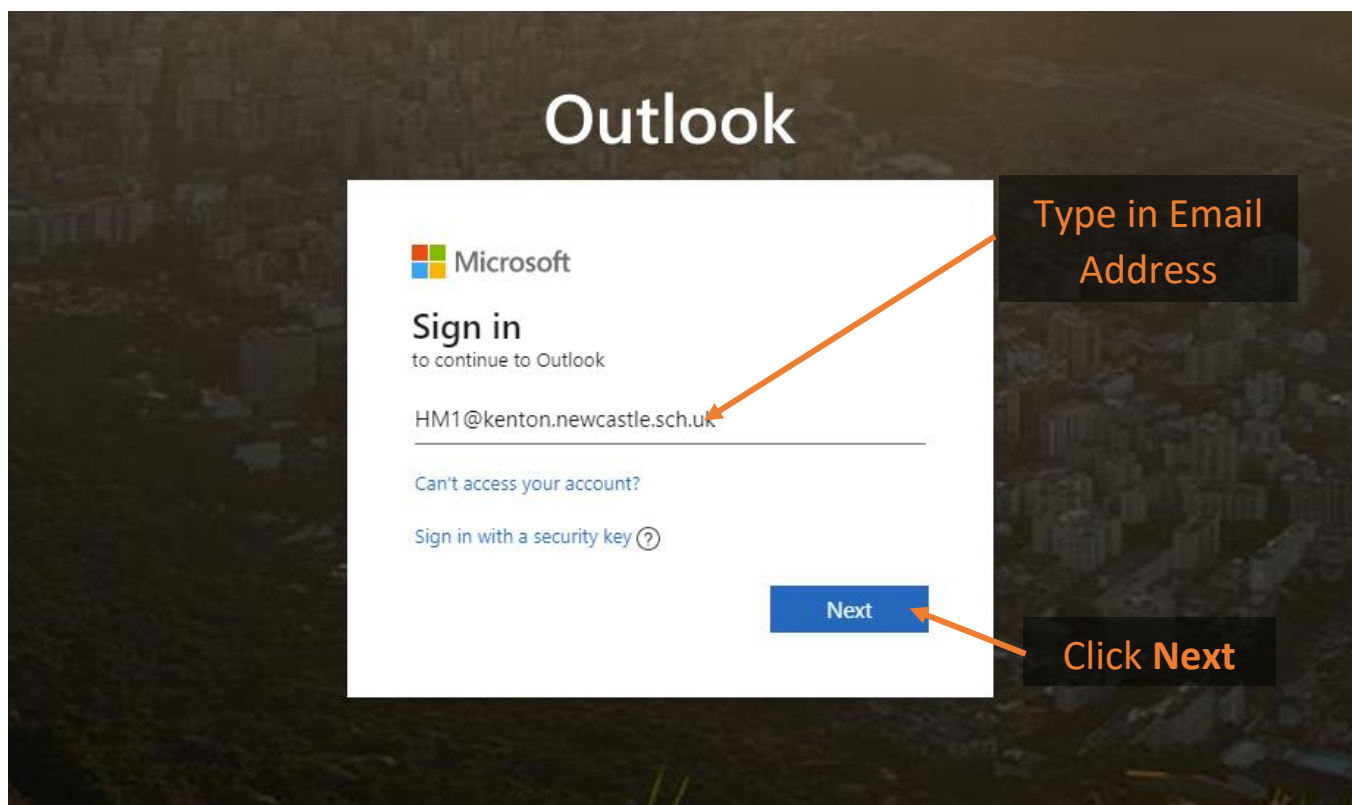 Outlook
Type in Email
Address
Microsoft
Sign in
to continue to Outlook
HM1@kenton.newcastle.sch.uk
Can't access your account?
Sign in with a security key ?
Next
Click Next